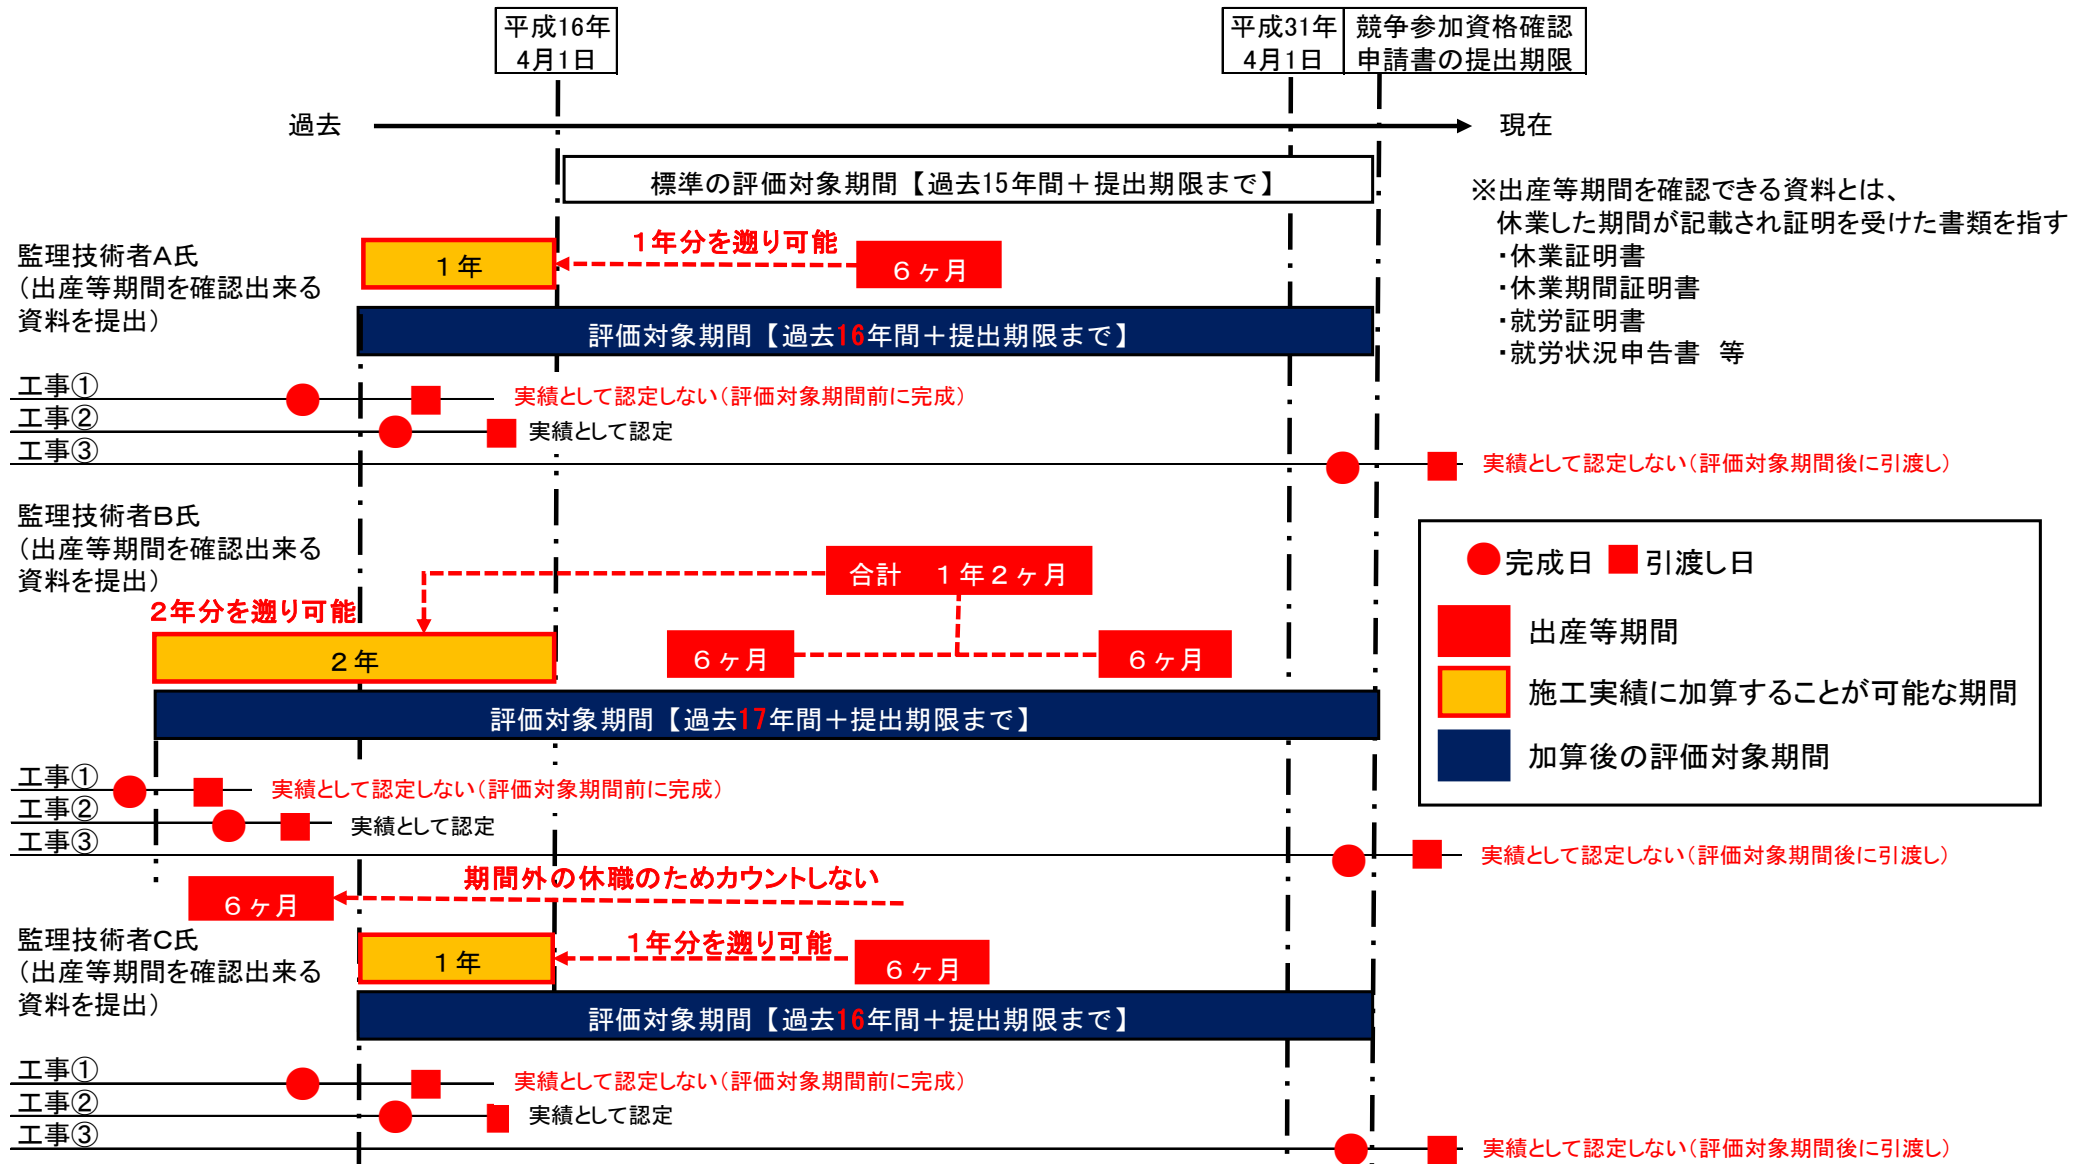 平成16年
4月1日
平成31年
4月1日
競争参加資格確認
申請書の提出期限
過去
現在
標準の評価対象期間【過去15年間＋提出期限まで】
※出産等期間を確認できる資料とは、
休業した期間が記載され証明を受けた書類を指す
・休業証明書
・休業期間証明書
・就労証明書
・就労状況申告書　等
監理技術者A氏
（出産等期間を確認出来る
資料を提出）
１年
１年分を遡り可能
６ヶ月
評価対象期間【過去16年間＋提出期限まで】
工事①
実績として認定しない（評価対象期間前に完成）
工事②
実績として認定
工事③
実績として認定しない（評価対象期間後に引渡し）
監理技術者B氏
（出産等期間を確認出来る
資料を提出）
合計　１年２ヶ月
２年分を遡り可能
２年
６ヶ月
６ヶ月
評価対象期間【過去17年間＋提出期限まで】
●完成日 ■引渡し日
出産等期間
施工実績に加算することが可能な期間
加算後の評価対象期間
工事①
実績として認定しない（評価対象期間前に完成）
工事②
実績として認定
工事③
実績として認定しない（評価対象期間後に引渡し）
期間外の休職のためカウントしない
６ヶ月
監理技術者C氏
（出産等期間を確認出来る
資料を提出）
１年
１年分を遡り可能
６ヶ月
評価対象期間【過去16年間＋提出期限まで】
工事①
実績として認定しない（評価対象期間前に完成）
工事②
実績として認定
工事③
実績として認定しない（評価対象期間後に引渡し）